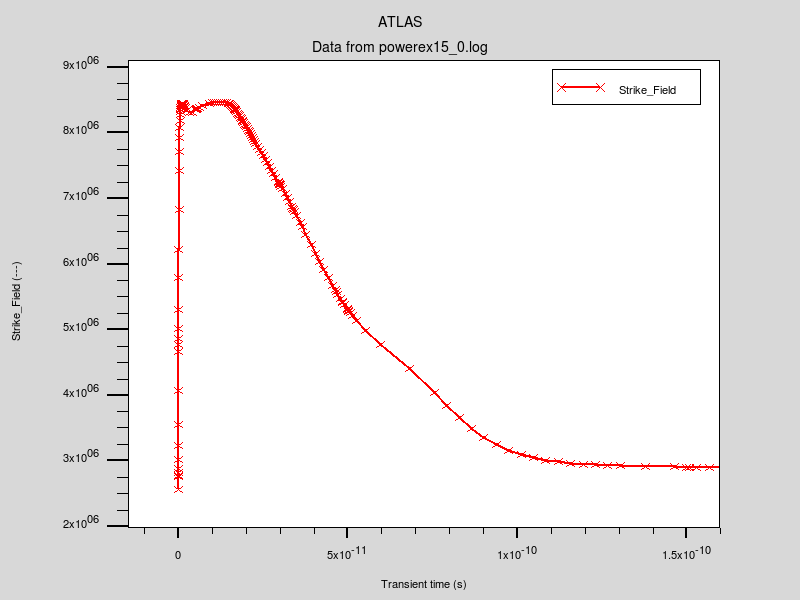 ATLAS
Data from powerex15_0.log
9x10^06
8x10^06
7x10^06
6x10^06
5x10^06
4x10^06
3x10^06
2x10^06
Strike_Field (---)
Strike_Field
0
5x10^-11
1x10^-10
1.5x10^-10
Transient time (s)